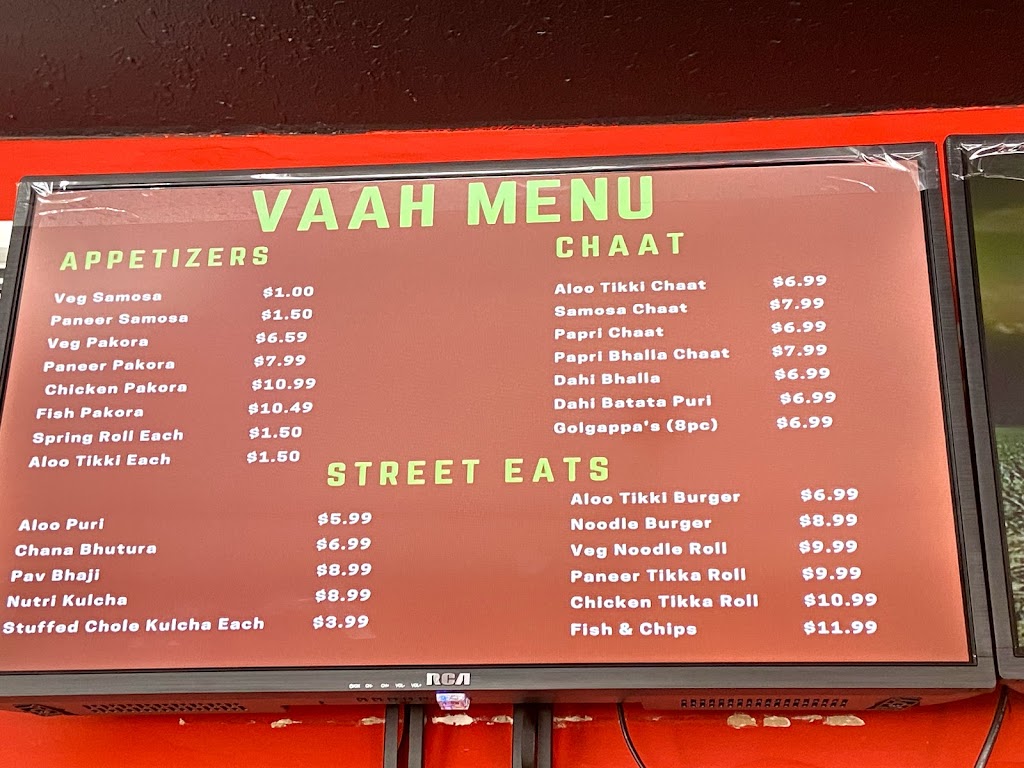 VAAH MENU
APPETIZERS
Veg Samosa $1.00
Paneer Samosa $1.50
Veg Pakora $6.59
Paneer Pakora $7.99
Chicken Pakora $10.99
Fish Pakora $10.49
Spring Roll Each $1.50
Aloo Tikki Each $1.50
CHAAT
Aloo Tikki Chaat $6.99
Samosa Chaat $7.99
Papri Chaat $6.99
Papri Bhalla Chaat $7.99
Dahi Bhalla $6.99
Dahi Batata Puri $6.99
Golgappa's (8pc) $6.99
STREET EATS
Aloo Puri $5.99
Chana Bhutura $6.99
Pav Bhaji $8.99
Nutri Kulcha $8.99
Stuffed Chole Kulcha Each $3.99
Aloo Tikki Burger $6.99
Noodle Burger $8.99
Veg Noodle Roll $9.99
Paneer Tikka Roll $9.99
Chicken Tikka Roll $10.99
Fish & Chips $11.99
RCA